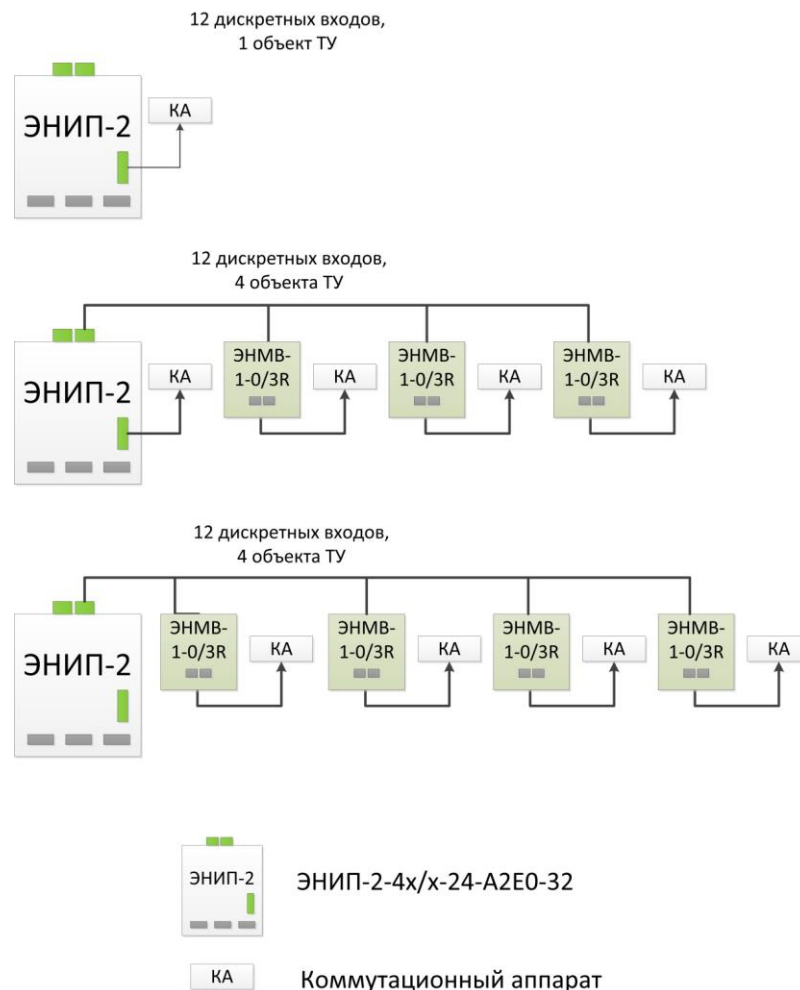 12 дискретных входов,
1 объект ТУ
ЭНИП-2
КА
12 дискретных входов,
4 объекта ТУ
ЭНИП-2
КА
ЭНМВ-
1-0/3R
КА
ЭНМВ-
1-0/3R
КА
ЭНМВ-
1-0/3R
КА
12 дискретных входов,
4 объекта ТУ
ЭНИП-2
ЭНМВ-
1-0/3R
КА
ЭНМВ-
1-0/3R
КА
ЭНМВ-
1-0/3R
КА
ЭНМВ-
1-0/3R
КА
ЭНИП-2
ЭНИП-2-4x/x-24-A2E0-32
КА
Коммутационный аппарат